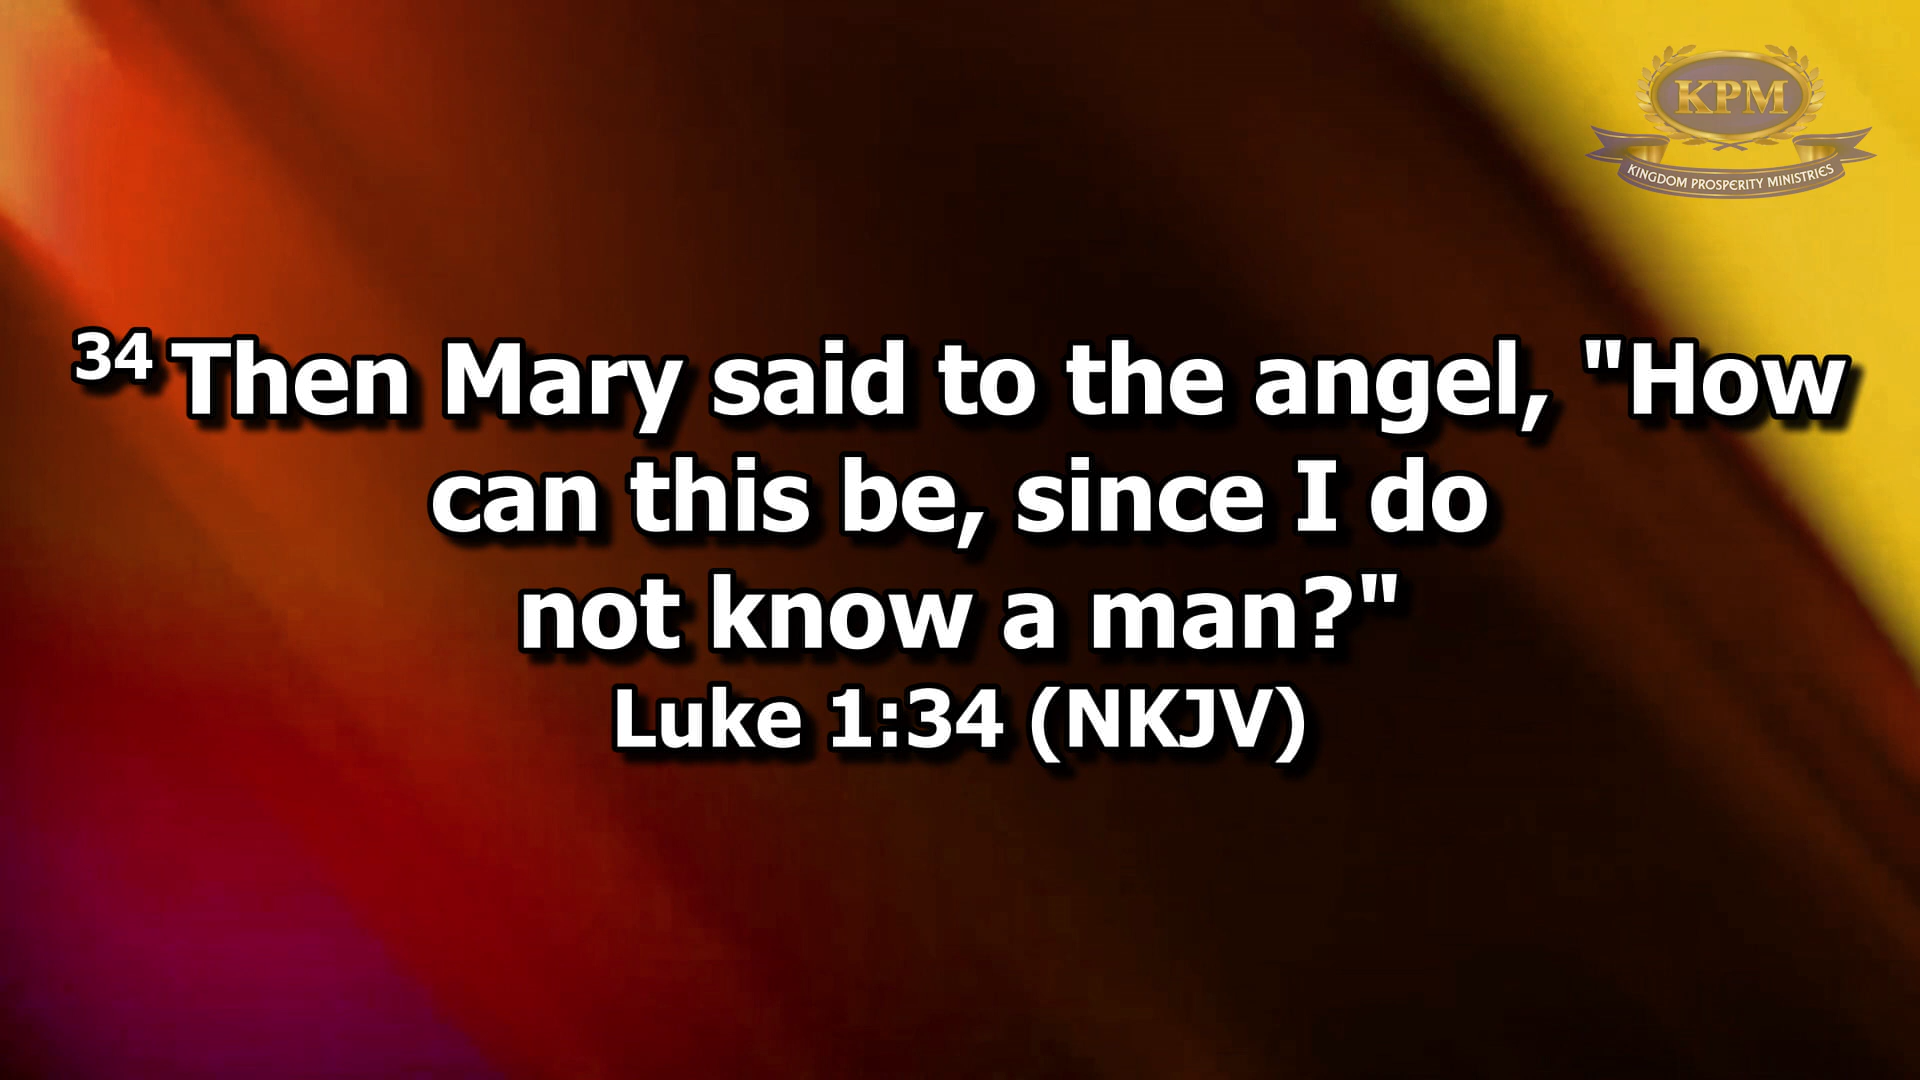 KPM
KINGDOM PROSPERITY MINISTRIES
34 Then Mary said to the angel, "How
can this be, since I do
not know a man?"
Luke 1:34 (NKJV)